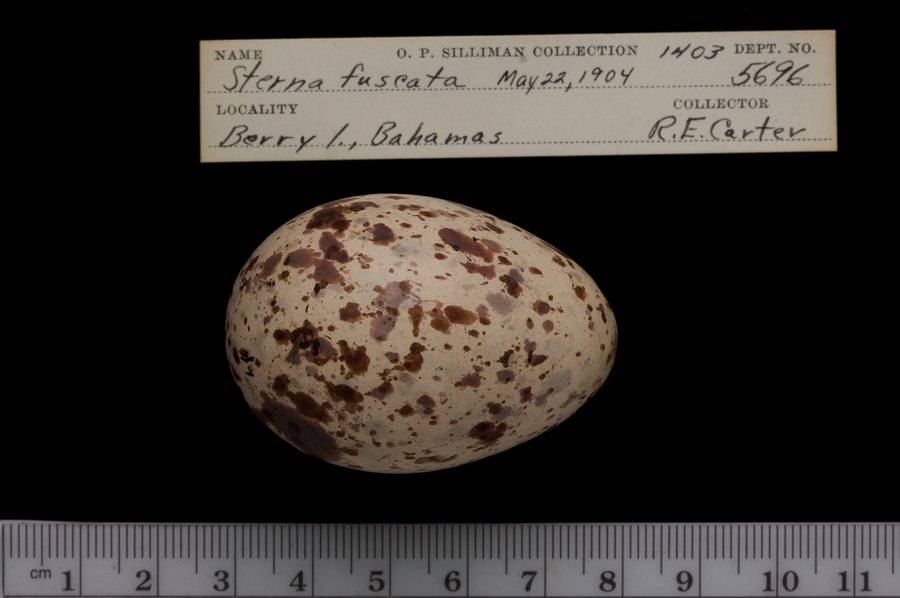 NAME O. P. SILLIMAN COLLECTION 1403 DEPT. NO.
Sterna fuscata May 22, 1904 5696
LOCALITY COLLECTOR
Berry I., Bahamas R.E. Carter
cm 1 2 3 4 5 6 7 8 9 10 11